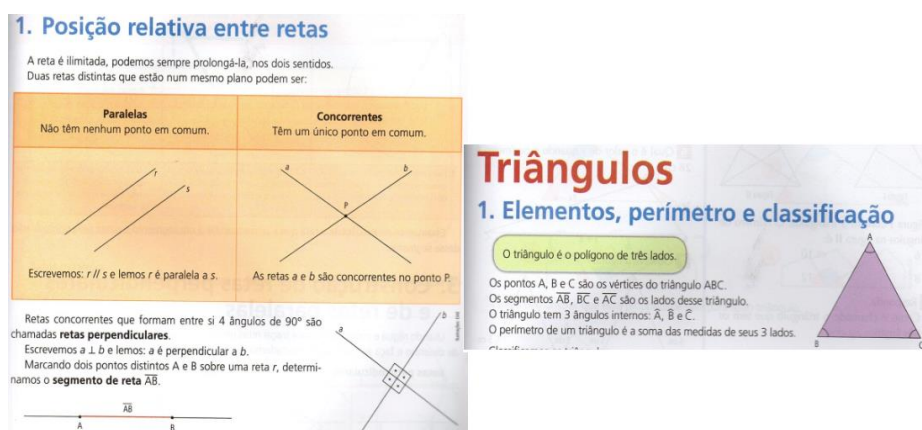 1. Posição relativa entre retas
A reta é ilimitada, podemos sempre prolongá-la, nos dois sentidos.
Duas retas distintas que estão num mesmo plano podem ser:
Paralelas
Não têm nenhum ponto em comum.
Concorrentes
Têm um único ponto em comum.
r
s
a
b
P
Escrevemos: r // s e lemos r é paralela a s.
As retas a e b são concorrentes no ponto P.
Retas concorrentes que formam entre si 4 ângulos de 90º são
chamadas retas perpendiculares.
Escrevemos a ⊥ b e lemos: a é perpendicular a b.
Marcando dois pontos distintos A e B sobre uma reta r, determi-
namos o segmento de reta A̅B̅.
a
b
A̅B̅
A
B
Triângulos
1. Elementos, perímetro e classificação
O triângulo é o polígono de três lados.
Os pontos A, B e C são os vértices do triângulo ABC.
Os segmentos A̅B̅, B̅C̅ e A̅C̅ são os lados desse triângulo.
O triângulo tem 3 ângulos internos: Â, B̂ e Ĉ.
O perímetro de um triângulo é a soma das medidas de seus 3 lados.
A
B
C